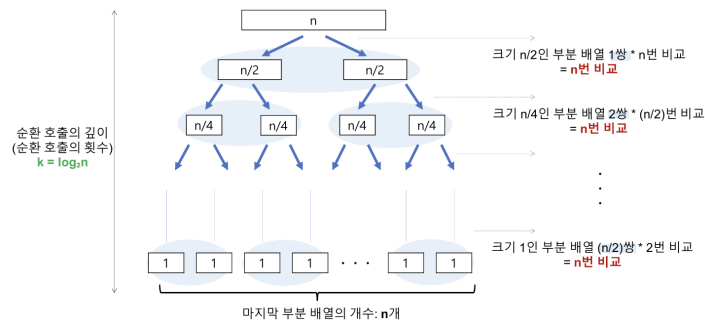 n
크기 n/2인 부분 배열 1쌍 * n번 비교
= n번 비교
n/2 n/2
크기 n/4인 부분 배열 2쌍 * (n/2)번 비교
= n번 비교
n/4 n/4 n/4 n/4
순환 호출의 깊이
(순환 호출의 횟수)
k = log₂n
크기 1인 부분 배열 (n/2)쌍 * 2번 비교
= n번 비교
1 1 1 1 · · · 1 1
마지막 부분 배열의 개수: n개